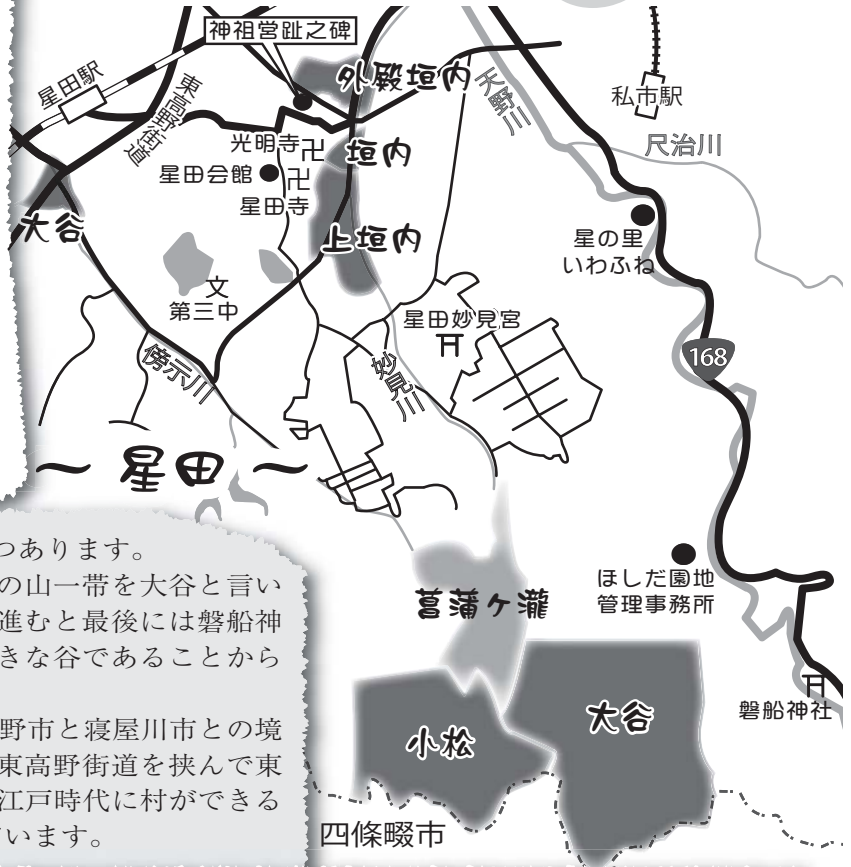 神祖営趾之碑
外殿垣内
天野川
私市駅
星田駅
東高野街道
尺治川
光明寺
卍
垣内
星田会館
卍
星田寺
大谷
上垣内
星の里
いわふね
文
第三中
星田妙見宮
168
傍示川
妙見川
〜 星田 〜
つあります。
の山一帯を大谷と言い
進むと最後には磐船神
きな谷であることから
野市と寝屋川市との境
東高野街道を挟んで東
江戸時代に村ができる
います。
菖蒲ヶ瀧
ほしだ園地
管理事務所
小松
大谷
磐船神社
四條畷市